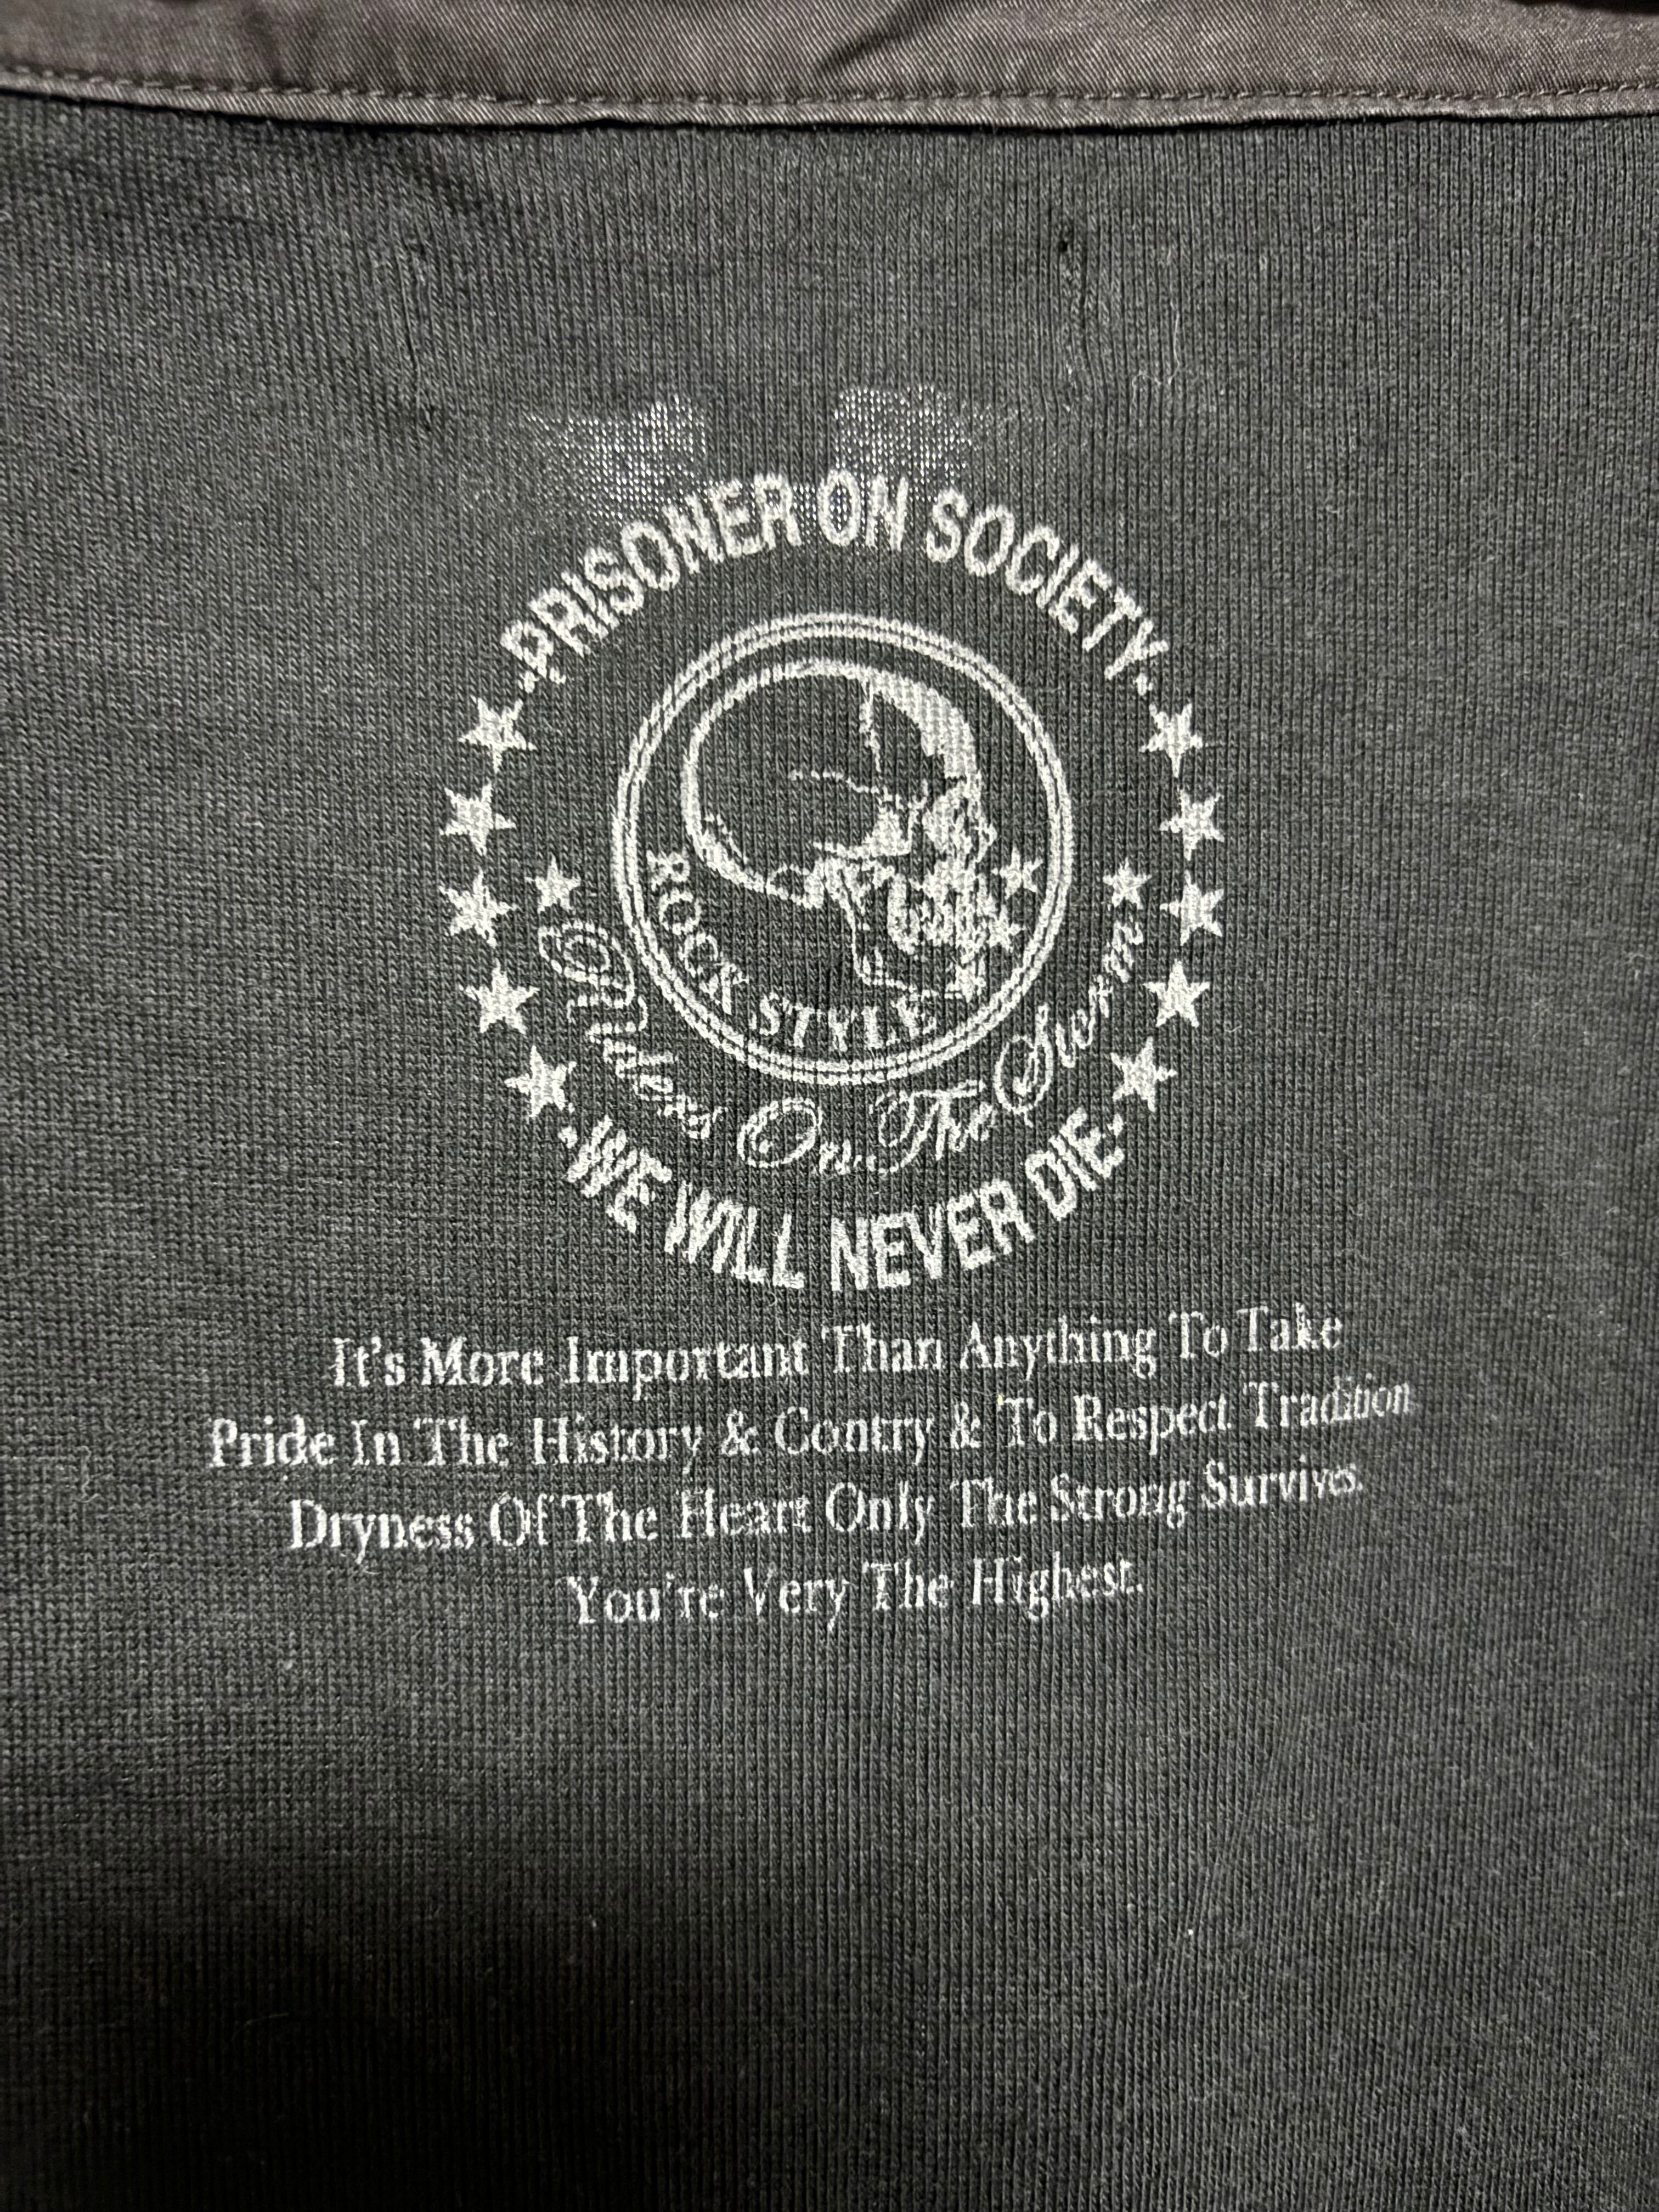 -PRISONER ON SOCIETY-
ROCK STYLE
Riders On The Storm
-WE WILL NEVER DIE-
It's More Important Than Anything To Take
Pride In The History & Contry & To Respect Tradition
Dryness Of The Heart Only The Strong Survives.
You're Very The Highest.